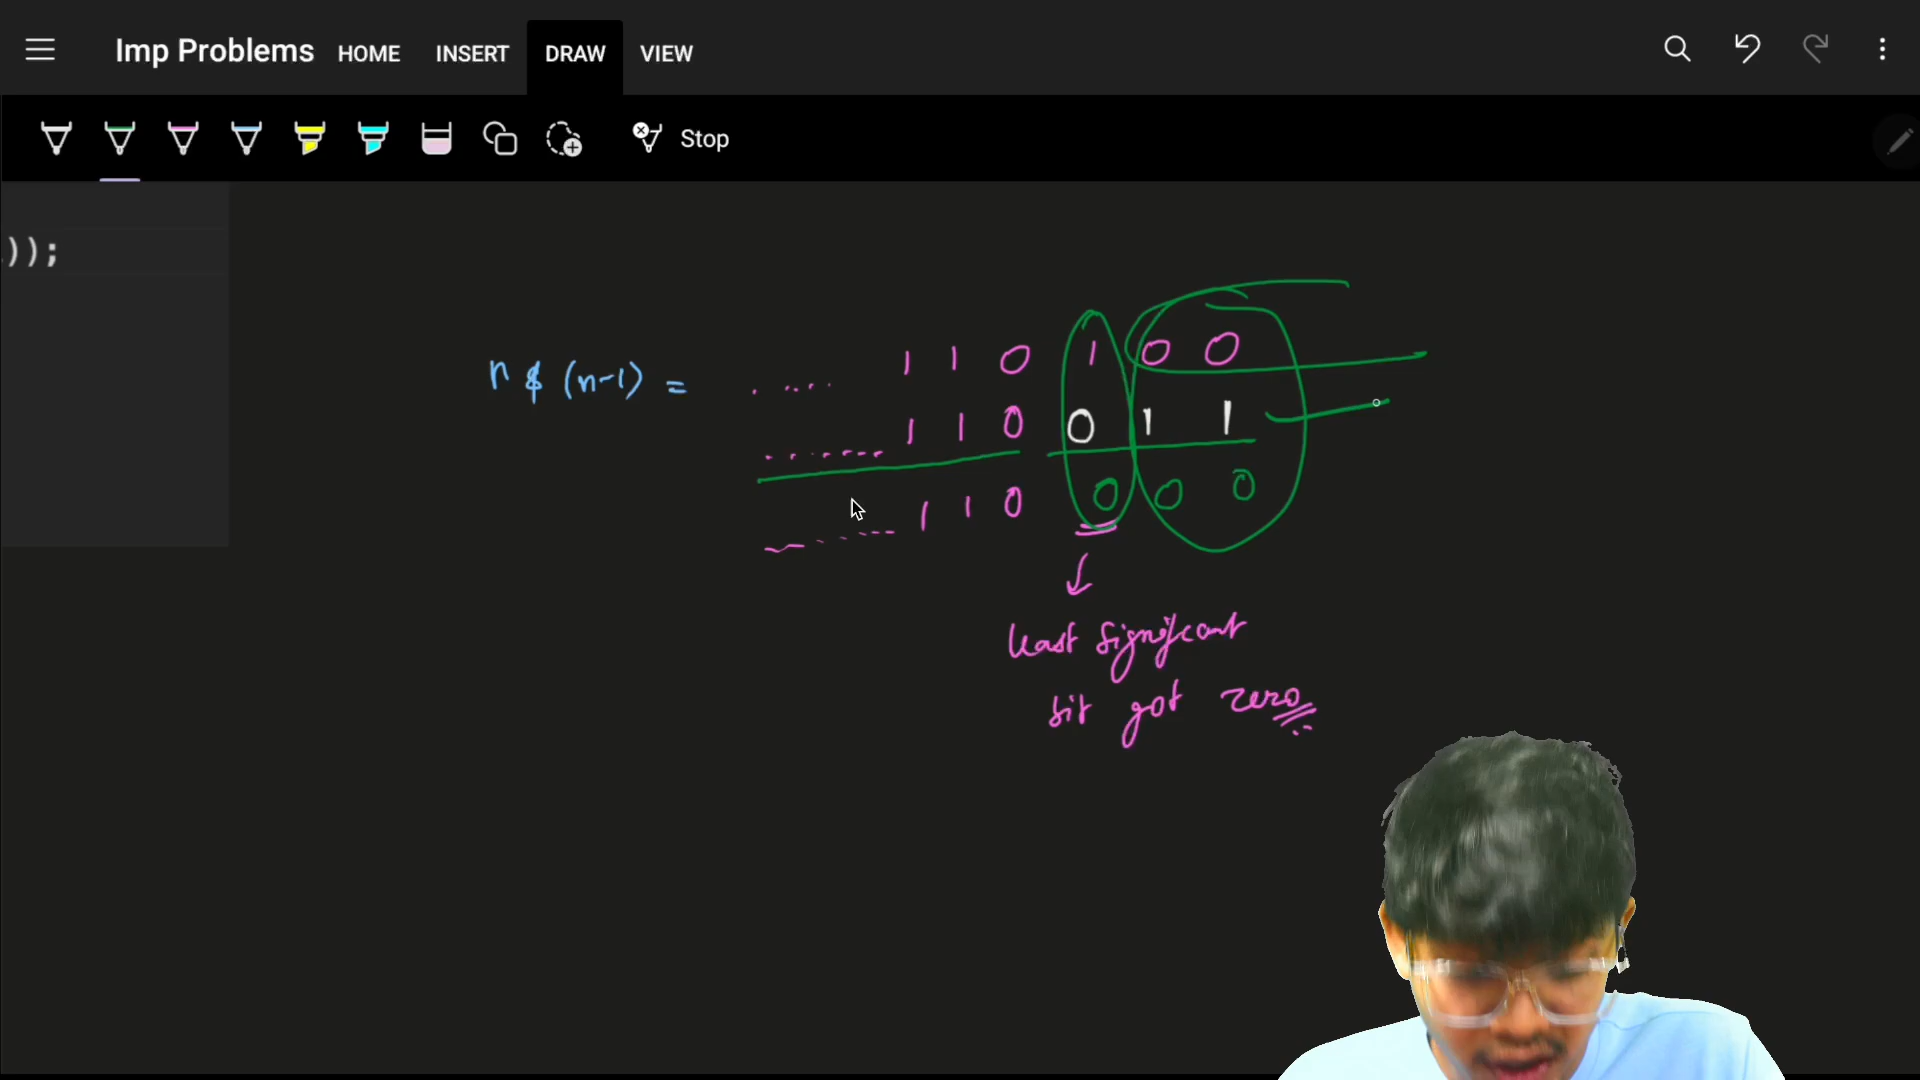 Imp Problems HOME INSERT DRAW VIEW
Stop
));
n & (n-1) = ..... 1 1 0 1 0 0
....... 1 1 0 0 1 1
....... 1 1 0 0 0 0
least significant
bit got zero